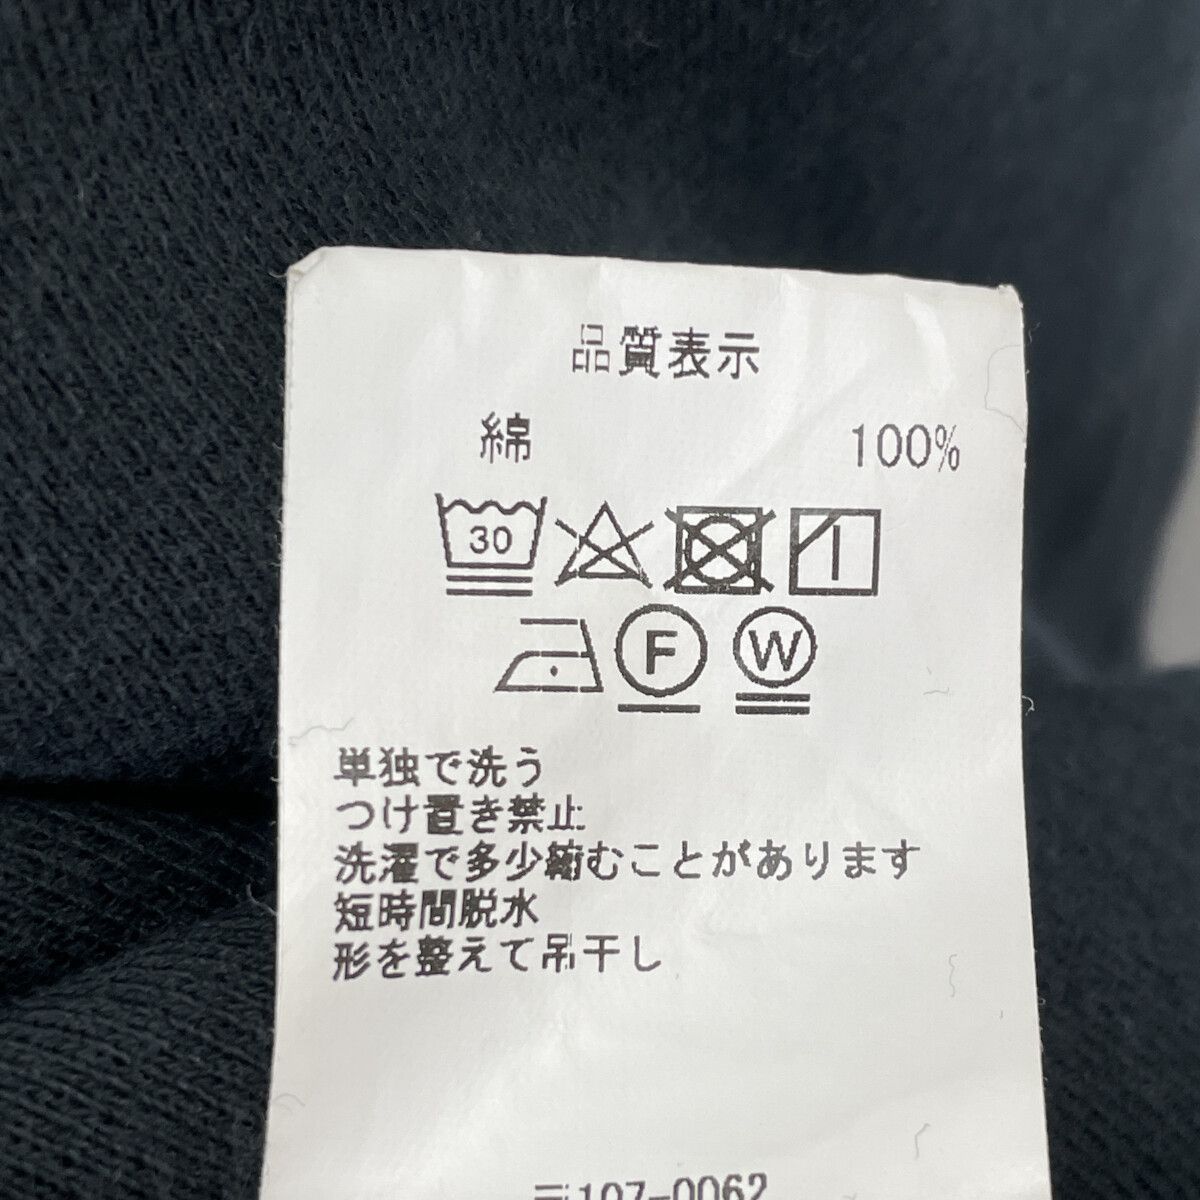 品質表示
綿 100%
30
F W
単独で洗う
つけ置き禁止
洗濯で多少縮むことがあります
短時間脱水
形を整えて吊干し
〒107-0062